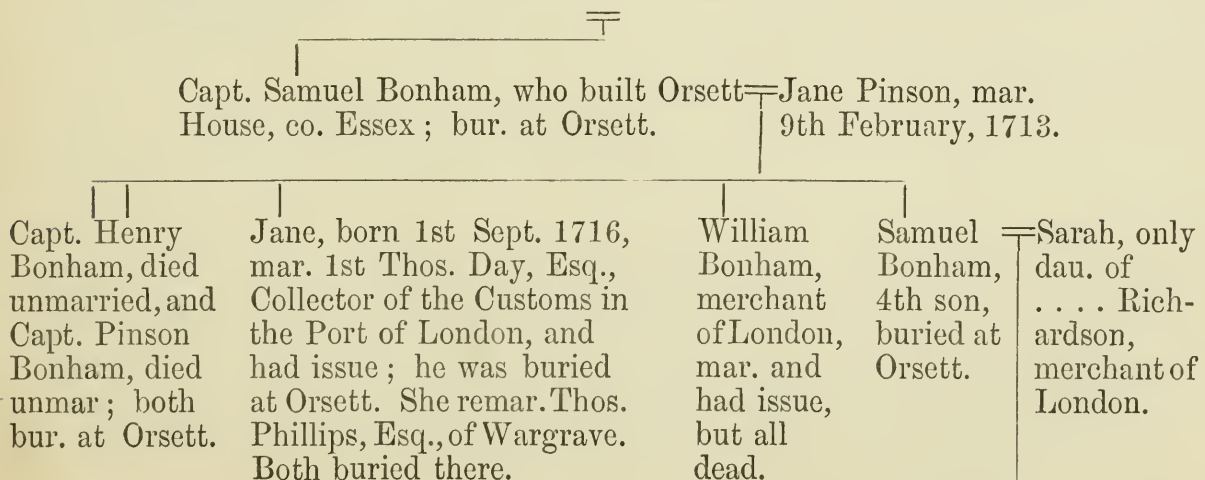 Capt. Samuel Bonham, who built Orsett
House, co. Essex ; bur. at Orsett.
Jane Pinson, mar.
9th February, 1713.
Capt. Henry
Bonham, died
unmarried, and
Capt. Pinson
Bonham, died
unmar ; both
bur. at Orsett.
Jane, born 1st Sept. 1716,
mar. 1st Thos. Day, Esq.,
Collector of the Customs in
the Port of London, and
had issue ; he was buried
at Orsett. She remar. Thos.
Phillips, Esq., of Wargrave.
Both buried there.
William
Bonham,
merchant
of London,
mar. and
had issue,
but all
dead.
Samuel
Bonham,
4th son,
buried at
Orsett.
Sarah, only
dau. of
. . . . Rich-
ardson,
merchant of
London.